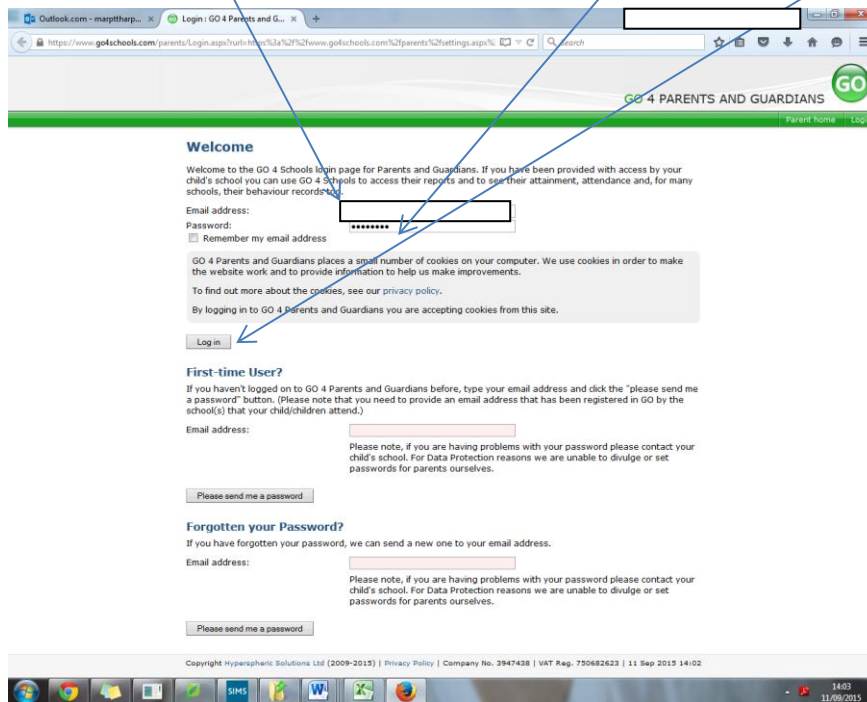 Outlook.com - marpttharp...
Login : GO 4 Parents and G...
https://www.go4schools.com/parents/Login.aspx?rurl=https%3a%2f%2fwww.go4schools.com%2fparents%2fsettings.aspx%
Search
GO
GO 4 PARENTS AND GUARDIANS
Parent home Logi
Welcome
Welcome to the GO 4 Schools login page for Parents and Guardians. If you have been provided with access by your
child's school you can use GO 4 Schools to access their reports and to see their attainment, attendance and, for many
schools, their behaviour records too.
Email address:
Password: ••••••••
Remember my email address
GO 4 Parents and Guardians places a small number of cookies on your computer. We use cookies in order to make
the website work and to provide information to help us make improvements.
To find out more about the cookies, see our privacy policy.
By logging in to GO 4 Parents and Guardians you are accepting cookies from this site.
Log in
First-time User?
If you haven't logged on to GO 4 Parents and Guardians before, type your email address and click the "please send me
a password" button. (Please note that you need to provide an email address that has been registered in GO by the
school(s) that your child/children attend.)
Email address:
Please note, if you are having problems with your password please contact your
child's school. For Data Protection reasons we are unable to divulge or set
passwords for parents ourselves.
Please send me a password
Forgotten your Password?
If you have forgotten your password, we can send a new one to your email address.
Email address:
Please note, if you are having problems with your password please contact your
child's school. For Data Protection reasons we are unable to divulge or set
passwords for parents ourselves.
Please send me a password
Copyright Hyperspheric Solutions Ltd (2009-2015) | Privacy Policy | Company No. 3947438 | VAT Reg. 750682623 | 11 Sep 2015 14:02
SIMS
14:03
11/09/2015